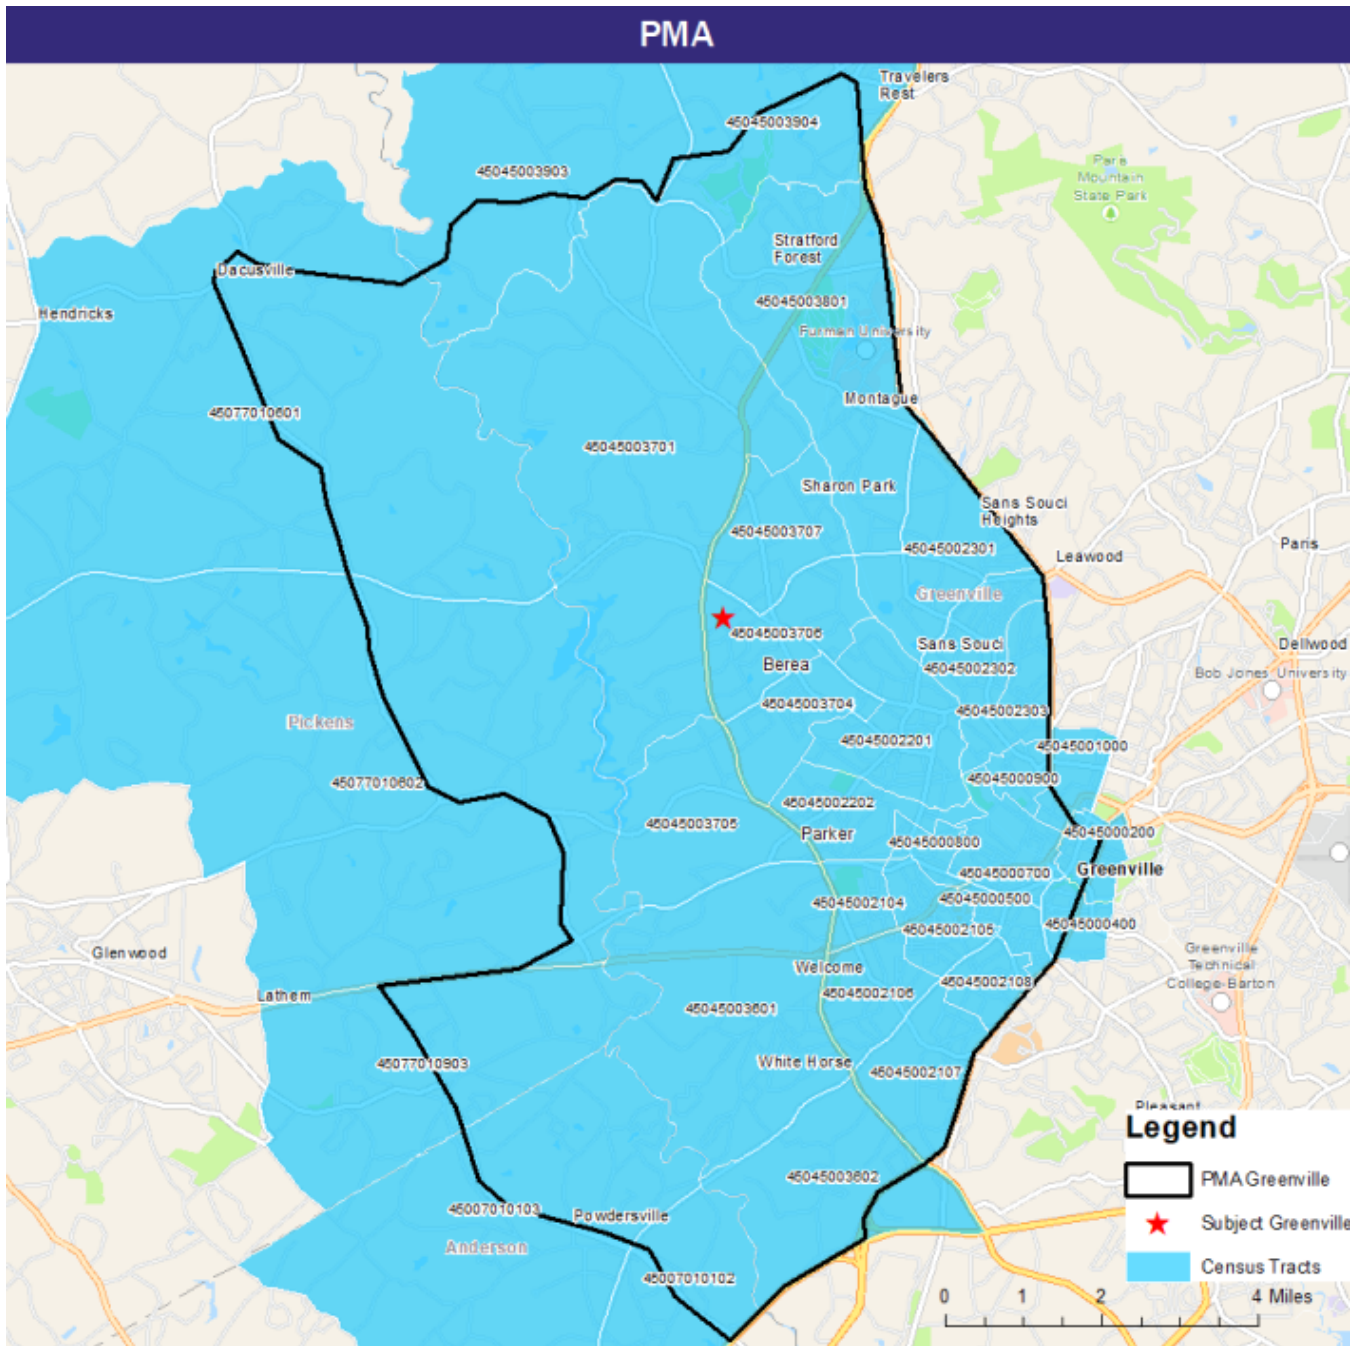 PMA
Travelers
Rest
45045003904
Paris
Mountain
State Park
45045003903
Stratford
Forest
Dacusville
45045003801
Hendricks
Furman University
Montague
45077010601
45045003701
Sharon Park
Sans Souci
Heights
45045003707
45045002301
Paris
Leawood
Greenville
45045003706
Sans Souci
Dellwood
Berea
45045002302
Bob Jones University
45045003704
45045002303
Pickens
45045002201
45045001000
45077010602
45045000900
45045002202
45045003705
Parker
45045000200
45045000800
Greenville
45045000700
45045000500
45045002104
45045000400
45045002105
Glenwood
Greenville
Technical
College-Barton
Welcome
45045002108
Lathem
45045002106
45045003601
45077010903
White Horse
45045002107
Pleasant
Legend
45045003602
PMA Greenville
45007010103
Powdersville
Subject Greenville
Anderson
Census Tracts
45007010102
0 1 2 4 Miles